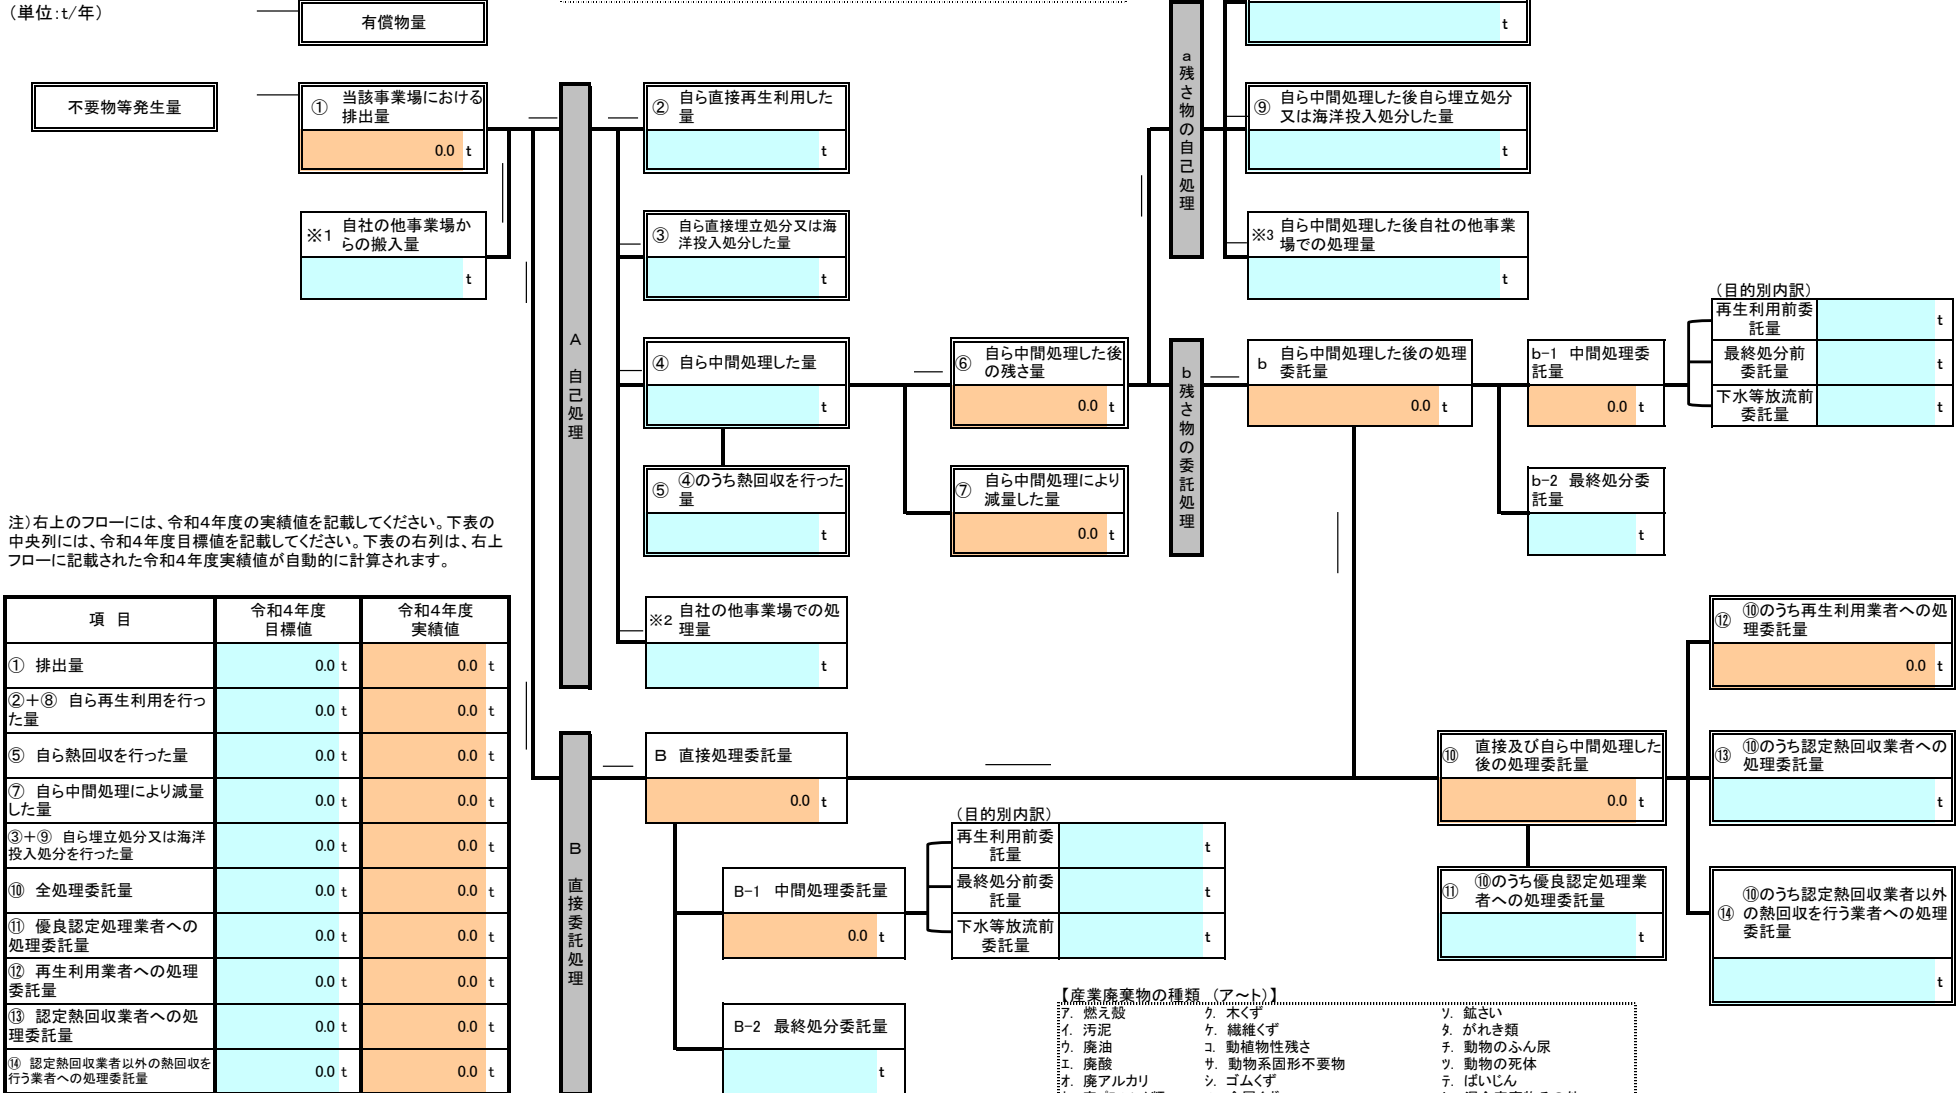 （単位:t/年）
有償物量
t
不要物等発生量
① 当該事業場における
排出量
0.0 t
※1 自社の他事業場か
らの搬入量
t
A 自己処理
② 自ら直接再生利用した
量
t
③ 自ら直接埋立処分又は海
洋投入処分した量
t
④ 自ら中間処理した量
t
⑤ ④のうち熱回収を行った
量
t
※2 自社の他事業場での処
理量
t
⑥ 自ら中間処理した後
の残さ量
0.0 t
⑦ 自ら中間処理により
減量した量
0.0 t
a残さ物の自己処理
⑨ 自ら中間処理した後自ら埋立処分
又は海洋投入処分した量
t
※3 自ら中間処理した後自社の他事業
場での処理量
t
b残さ物の委託処理
b 自ら中間処理した後の処理
委託量
0.0 t
b-1 中間処理委
託量
0.0 t
b-2 最終処分委
託量
t
（目的別内訳）
再生利用前委
託量
t
最終処分前
委託量
t
下水等放流前
委託量
t
注）右上のフローには、令和4年度の実績値を記載してください。下表の
中央列には、令和4年度目標値を記載してください。下表の右列は、右上
フローに記載された令和4年度実績値が自動的に計算されます。
項 目
令和4年度
目標値
令和4年度
実績値
① 排出量
0.0 t
0.0 t
②＋⑧ 自ら再生利用を行っ
た量
0.0 t
0.0 t
⑤ 自ら熱回収を行った量
0.0 t
0.0 t
⑦ 自ら中間処理により減量
した量
0.0 t
0.0 t
③＋⑨ 自ら埋立処分又は海洋
投入処分を行った量
0.0 t
0.0 t
⑩ 全処理委託量
0.0 t
0.0 t
⑪ 優良認定処理業者への
処理委託量
0.0 t
0.0 t
⑫ 再生利用業者への処理
委託量
0.0 t
0.0 t
⑬ 認定熱回収業者への処
理委託量
0.0 t
0.0 t
⑭ 認定熱回収業者以外の熱回収を
行う業者への処理委託量
0.0 t
0.0 t
B 直接委託処理
B 直接処理委託量
0.0 t
B-1 中間処理委託量
0.0 t
B-2 最終処分委託量
t
（目的別内訳）
再生利用前委
託量
t
最終処分前委
託量
t
下水等放流前
委託量
t
⑩ 直接及び自ら中間処理した
後の処理委託量
0.0 t
⑪ ⑩のうち優良認定処理業
者への処理委託量
t
⑫ ⑩のうち再生利用業者への処
理委託量
0.0 t
⑬ ⑩のうち認定熱回収業者への
処理委託量
t
⑭ ⑩のうち認定熱回収業者以外
の熱回収を行う業者への処理
委託量
t
【産業廃棄物の種類 （ア～ト）】
ア. 燃え殻
イ. 汚泥
ウ. 廃油
エ. 廃酸
オ. 廃アルカリ
ク. 木くず
ケ. 繊維くず
コ. 動植物性残さ
サ. 動物系固形不要物
シ. ゴムくず
ソ. 鉱さい
タ. がれき類
チ. 動物のふん尿
ツ. 動物の死体
テ. ばいじん